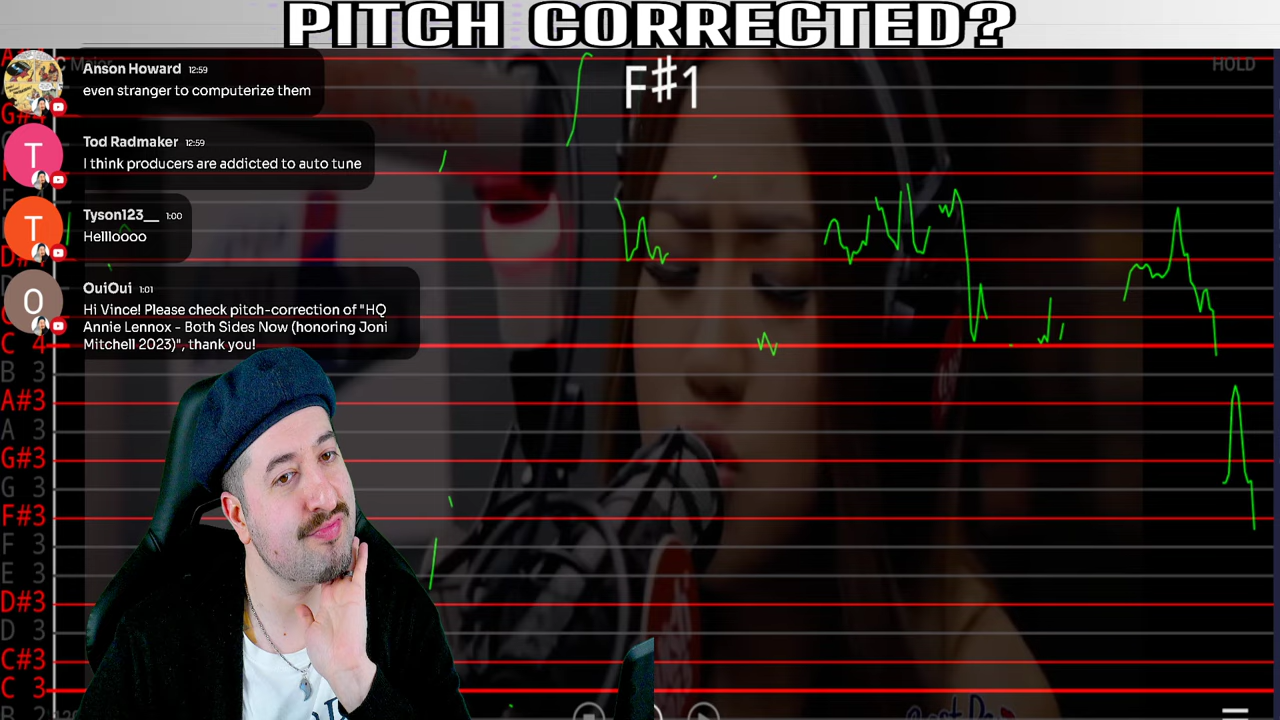 PITCH CORRECTED?
Anson Howard 12:59
even stranger to computerize them
Tod Radmaker 12:59
I think producers are addicted to auto tune
Tyson123__ 1:00
Hellloooo
OuiOui 1:01
Hi Vince! Please check pitch-correction of "HQ
Annie Lennox - Both Sides Now (honoring Joni
Mitchell 2023)", thank you!
T
T
O
F#1
HOLD
C 4
B 3
A#3
A 3
G#3
G 3
F#3
F 3
E 3
D#3
D 3
C#3
C 3